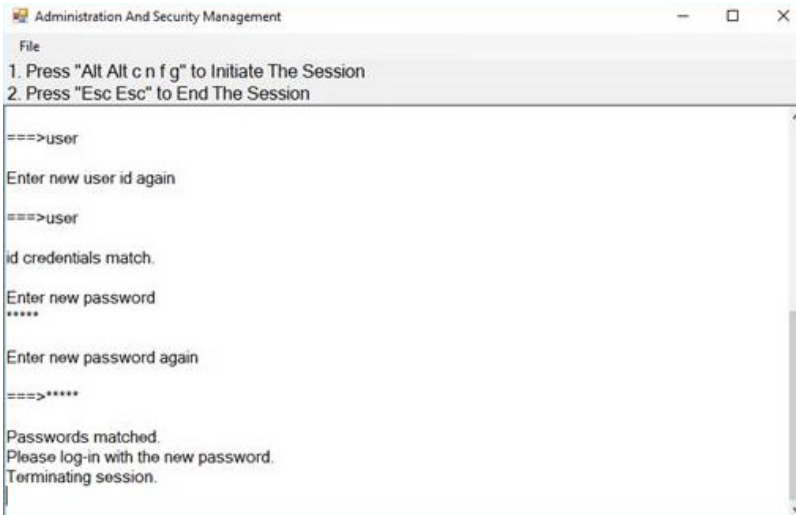 Administration And Security Management
File
1. Press "Alt Alt c n f g" to Initiate The Session
2. Press "Esc Esc" to End The Session
===>user
Enter new user id again
===>user
id credentials match.
Enter new password
*****
Enter new password again
===>*****
Passwords matched.
Please log-in with the new password.
Terminating session.